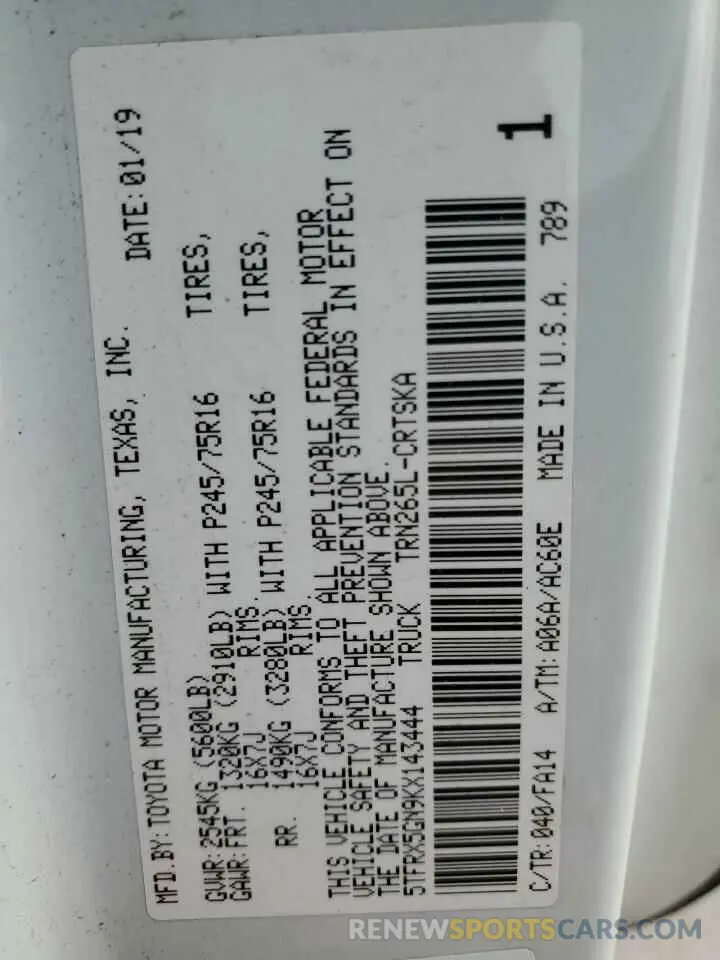 MFD.BY:TOYOTA MOTOR MANUFACTURING, TEXAS, INC. DATE:01/19
GVWR:2545KG (5600LB)
GAWR:FRT. 1320KG (2910LB) WITH P245/75R16 TIRES,
16X7J RIMS.
RR. 1490KG (3280LB) WITH P245/75R16 TIRES,
16X7J RIMS.
THIS VEHICLE CONFORMS TO ALL APPLICABLE FEDERAL MOTOR
VEHICLE SAFETY AND THEFT PREVENTION STANDARDS IN EFFECT ON
THE DATE OF MANUFACTURE SHOWN ABOVE.
5TFRX5GN9KX143444 TRUCK TRN265L-CRTSKA
1
C/TR:040/FA14 A/TM:A06A/AC60E MADE IN U.S.A. 789
RENEWSPORTSCARS.COM